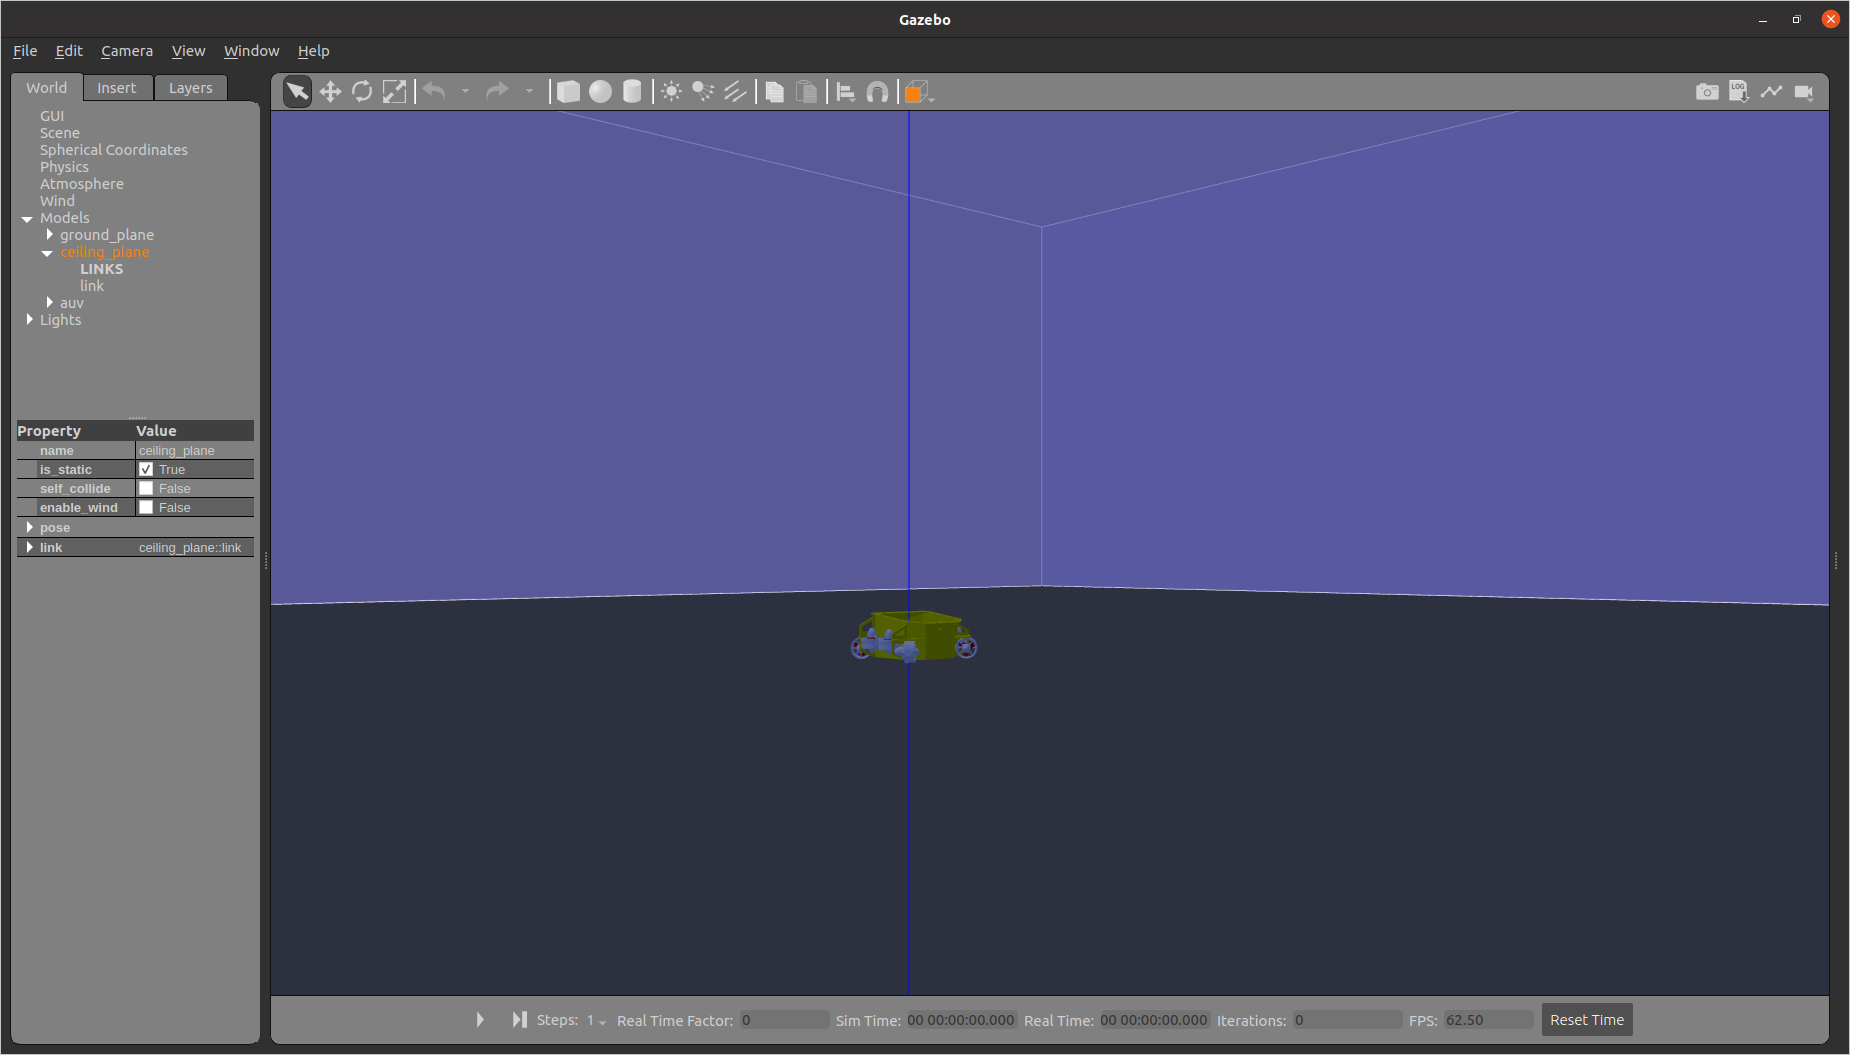 Gazebo
File Edit Camera View Window Help
World Insert Layers
GUI
Scene
Spherical Coordinates
Physics
Atmosphere
Wind
Models
ground_plane
ceiling_plane
LINKS
link
auv
Lights
Property Value
name ceiling_plane
is_static True
self_collide False
enable_wind False
pose
link ceiling_plane::link
LOG
Steps: 1 Real Time Factor: 0 Sim Time: 00 00:00:00.000 Real Time: 00 00:00:00.000 Iterations: 0 FPS: 62.50 Reset Time